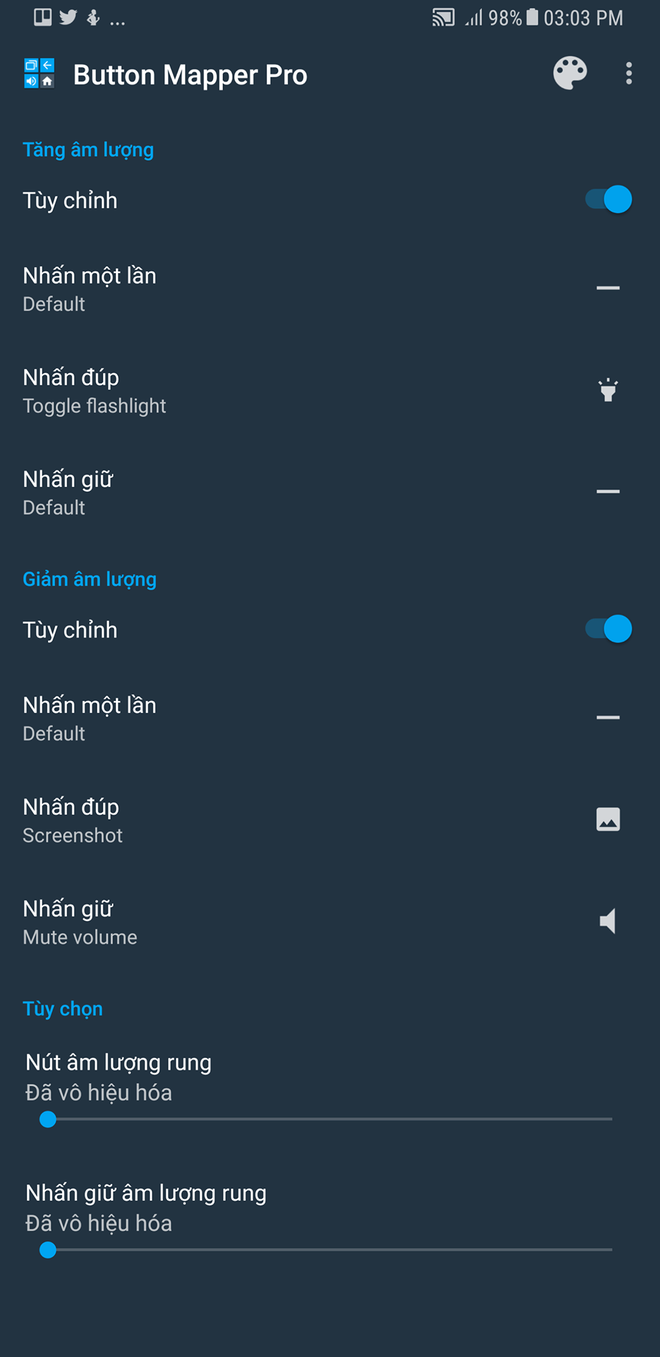 ... 98% 03:03 PM
Button Mapper Pro
Tăng âm lượng
Tùy chỉnh
Nhấn một lần
Default
Nhấn đúp
Toggle flashlight
Nhấn giữ
Default
Giảm âm lượng
Tùy chỉnh
Nhấn một lần
Default
Nhấn đúp
Screenshot
Nhấn giữ
Mute volume
Tùy chọn
Nút âm lượng rung
Đã vô hiệu hóa
Nhấn giữ âm lượng rung
Đã vô hiệu hóa